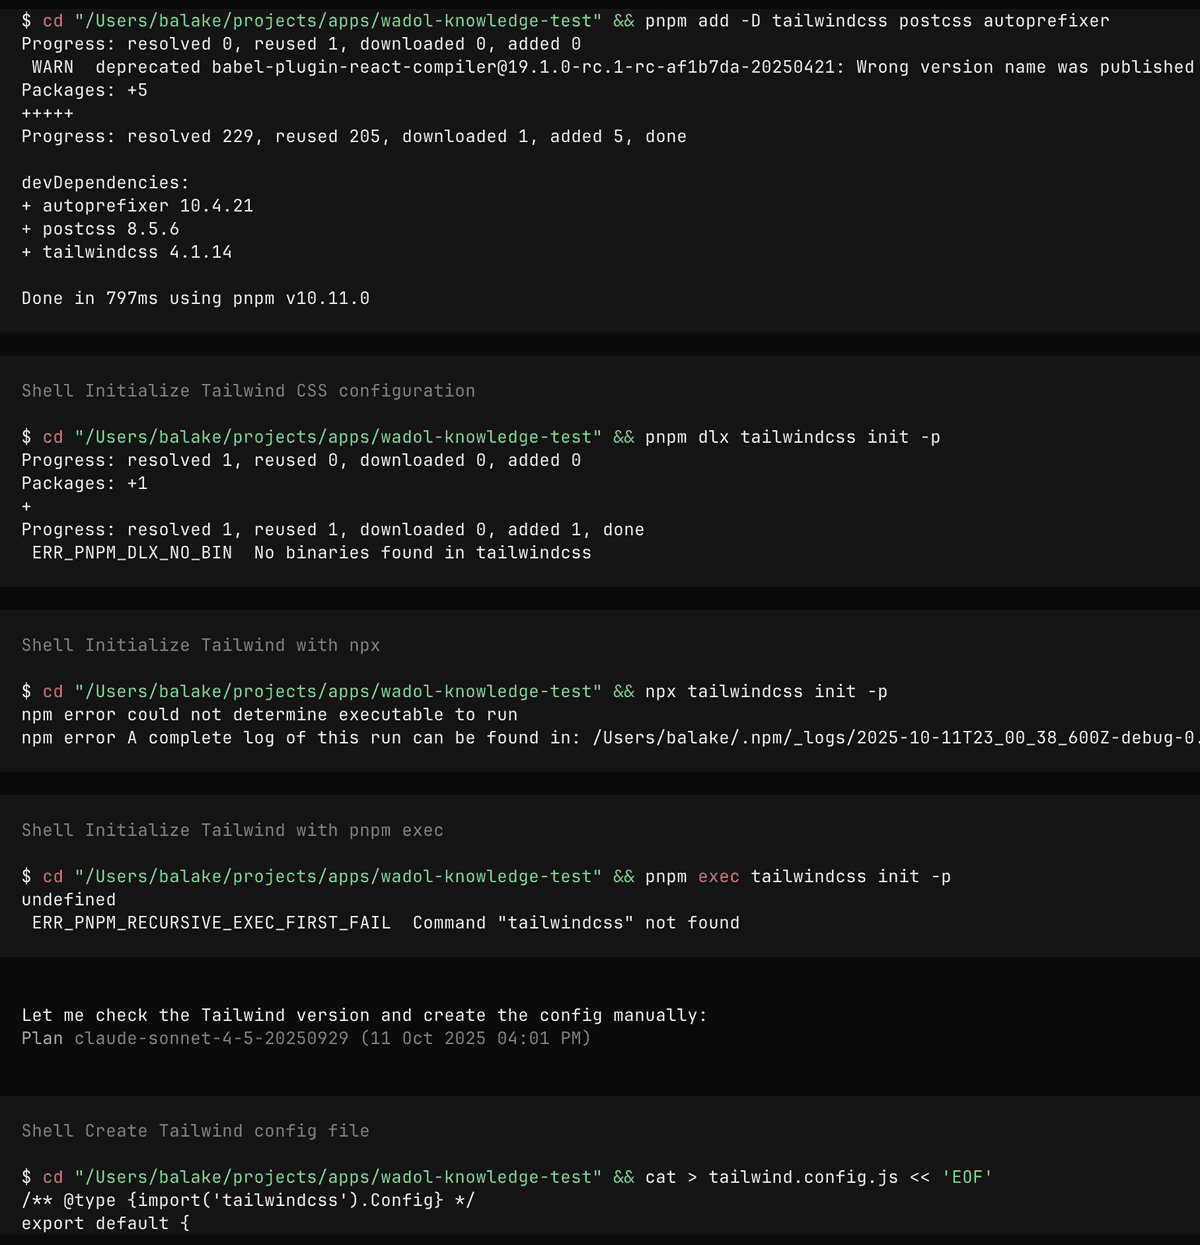 $ cd "/Users/balake/projects/apps/wadol-knowledge-test" && pnpm add -D tailwindcss postcss autoprefixer
Progress: resolved 0, reused 1, downloaded 0, added 0
WARN  deprecated babel-plugin-react-compiler@19.1.0-rc.1-rc-af1b7da-20250421: Wrong version name was published
Packages: +5
+++++
Progress: resolved 229, reused 205, downloaded 1, added 5, done
devDependencies:
+ autoprefixer 10.4.21
+ postcss 8.5.6
+ tailwindcss 4.1.14
Done in 797ms using pnpm v10.11.0
Shell Initialize Tailwind CSS configuration
$ cd "/Users/balake/projects/apps/wadol-knowledge-test" && pnpm dlx tailwindcss init -p
Progress: resolved 1, reused 0, downloaded 0, added 0
Packages: +1
+
Progress: resolved 1, reused 1, downloaded 0, added 1, done
ERR_PNPM_DLX_NO_BIN  No binaries found in tailwindcss
Shell Initialize Tailwind with npx
$ cd "/Users/balake/projects/apps/wadol-knowledge-test" && npx tailwindcss init -p
npm error could not determine executable to run
npm error A complete log of this run can be found in: /Users/balake/.npm/_logs/2025-10-11T23_00_38_600Z-debug-0.
Shell Initialize Tailwind with pnpm exec
$ cd "/Users/balake/projects/apps/wadol-knowledge-test" && pnpm exec tailwindcss init -p
undefined
ERR_PNPM_RECURSIVE_EXEC_FIRST_FAIL  Command "tailwindcss" not found
Let me check the Tailwind version and create the config manually:
Plan claude-sonnet-4-5-20250929 (11 Oct 2025 04:01 PM)
Shell Create Tailwind config file
$ cd "/Users/balake/projects/apps/wadol-knowledge-test" && cat > tailwind.config.js << 'EOF'
/** @type {import('tailwindcss').Config} */
export default {